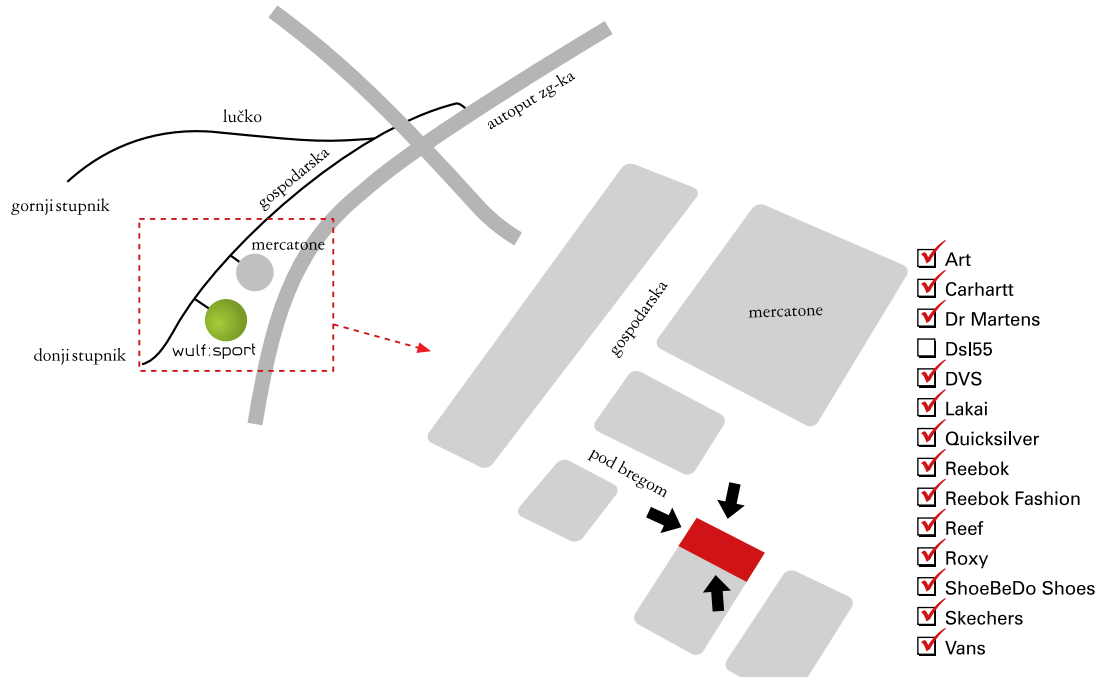 lučko
autoput zg-ka
gospodarska
gornji stupnik
mercatone
wulf:sport
donji stupnik
gospodarska
mercatone
pod bregom
Art
Carhartt
Dr Martens
Dsl55
DVS
Lakai
Quicksilver
Reebok
Reebok Fashion
Reef
Roxy
ShoeBeDo Shoes
Skechers
Vans